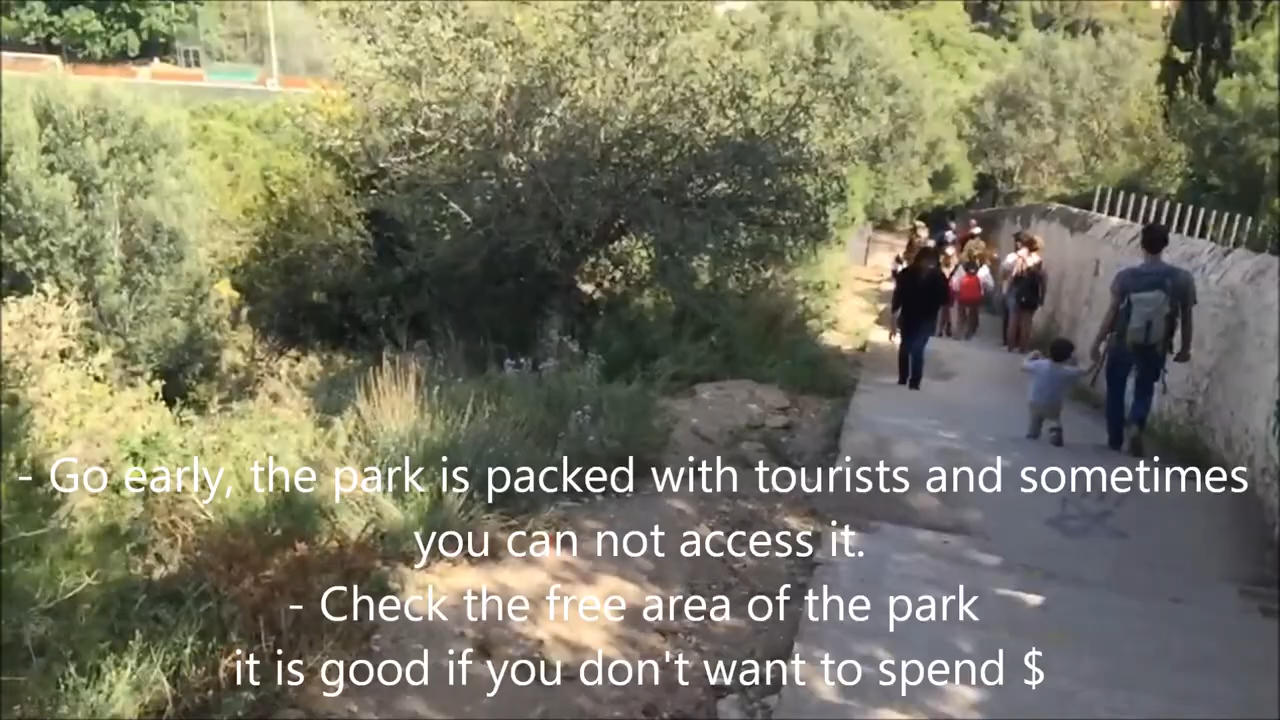 - Go early, the park is packed with tourists and sometimes
you can not access it.
- Check the free area of the park
it is good if you don't want to spend $